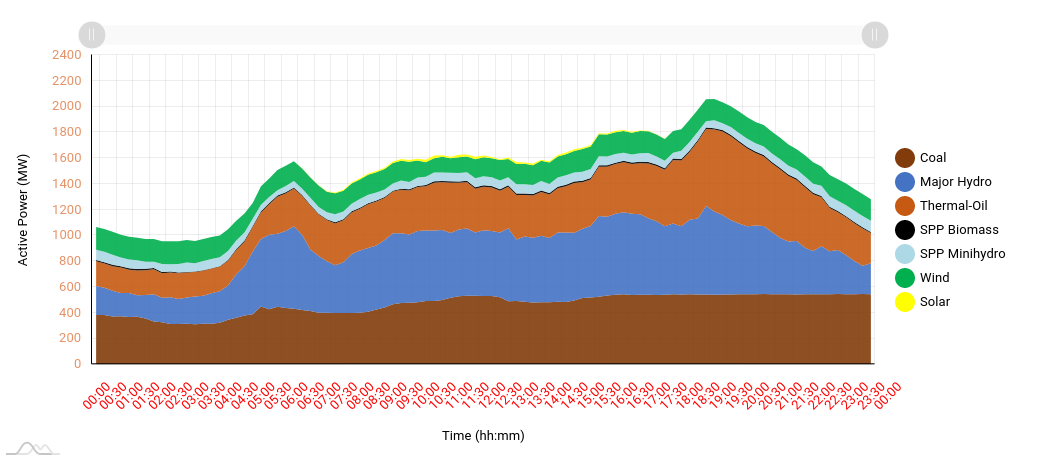 2400
2200
2000
1800
1600
1400
1200
1000
800
600
400
200
0
Active Power (MW)
Coal
Major Hydro
Thermal-Oil
SPP Biomass
SPP Minihydro
Wind
Solar
00:00 00:30 01:00 01:30 02:00 02:30 03:00 03:30 04:00 04:30 05:00 05:30 06:00 06:30 07:00 07:30 08:00 08:30 09:00 09:30 10:00 10:30 11:00 11:30 12:00 12:30 13:00 13:30 14:00 14:30 15:00 15:30 16:00 16:30 17:00 17:30 18:00 18:30 19:00 19:30 20:00 20:30 21:00 21:30 22:00 22:30 23:00 23:30 00:00
Time (hh:mm)